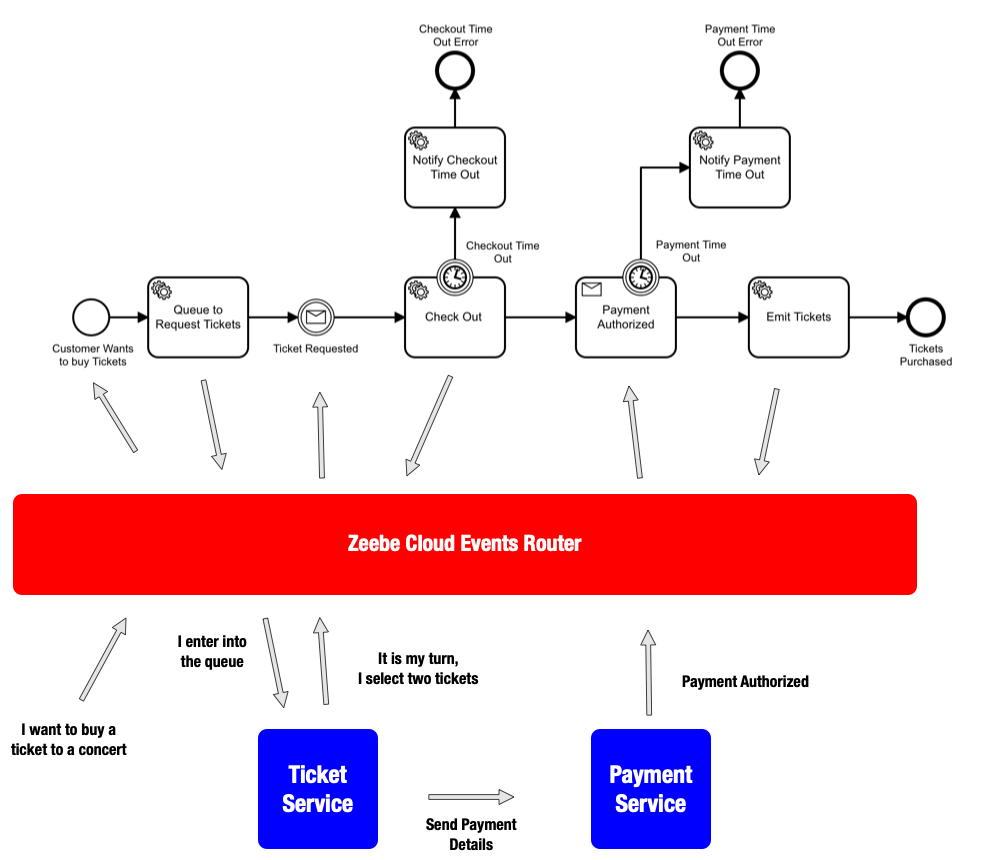 Checkout Time
Out Error
Payment Time
Out Error
Notify Checkout
Time Out
Notify Payment
Time Out
Checkout Time
Out
Payment Time
Out
Queue to
Request Tickets
Check Out
Payment
Authorized
Emit Tickets
Customer Wants
to buy Tickets
Ticket Requested
Tickets
Purchased
Zeebe Cloud Events Router
I enter into
the queue
It is my turn,
I select two tickets
Payment Authorized
I want to buy a
ticket to a concert
Ticket
Service
Payment
Service
Send Payment
Details